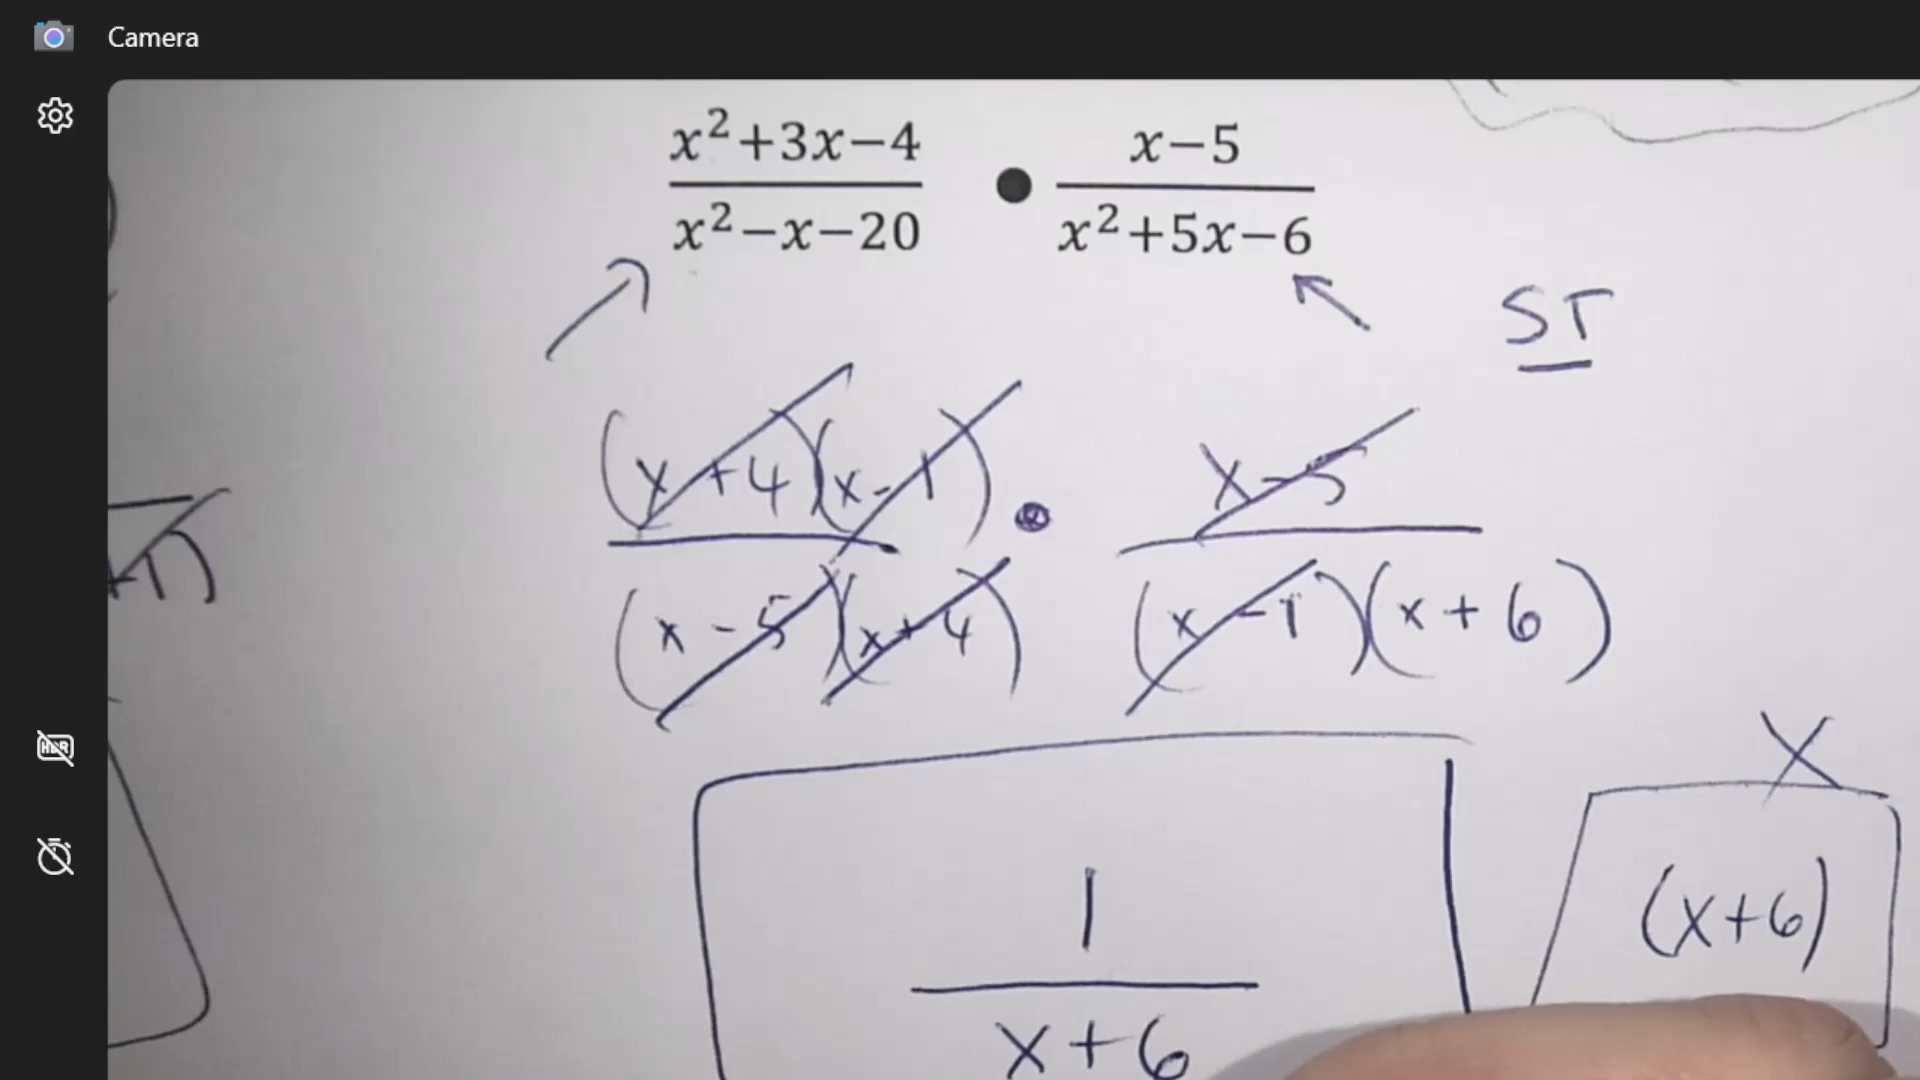 Camera
x²+3x−4 / x²−x−20 ● x−5 / x²+5x−6
ST
(x+4)(x-1) / (x-5)(x+4) • x-5 / (x-1)(x+6)
HDR
1 / x+6
X
(x+6)